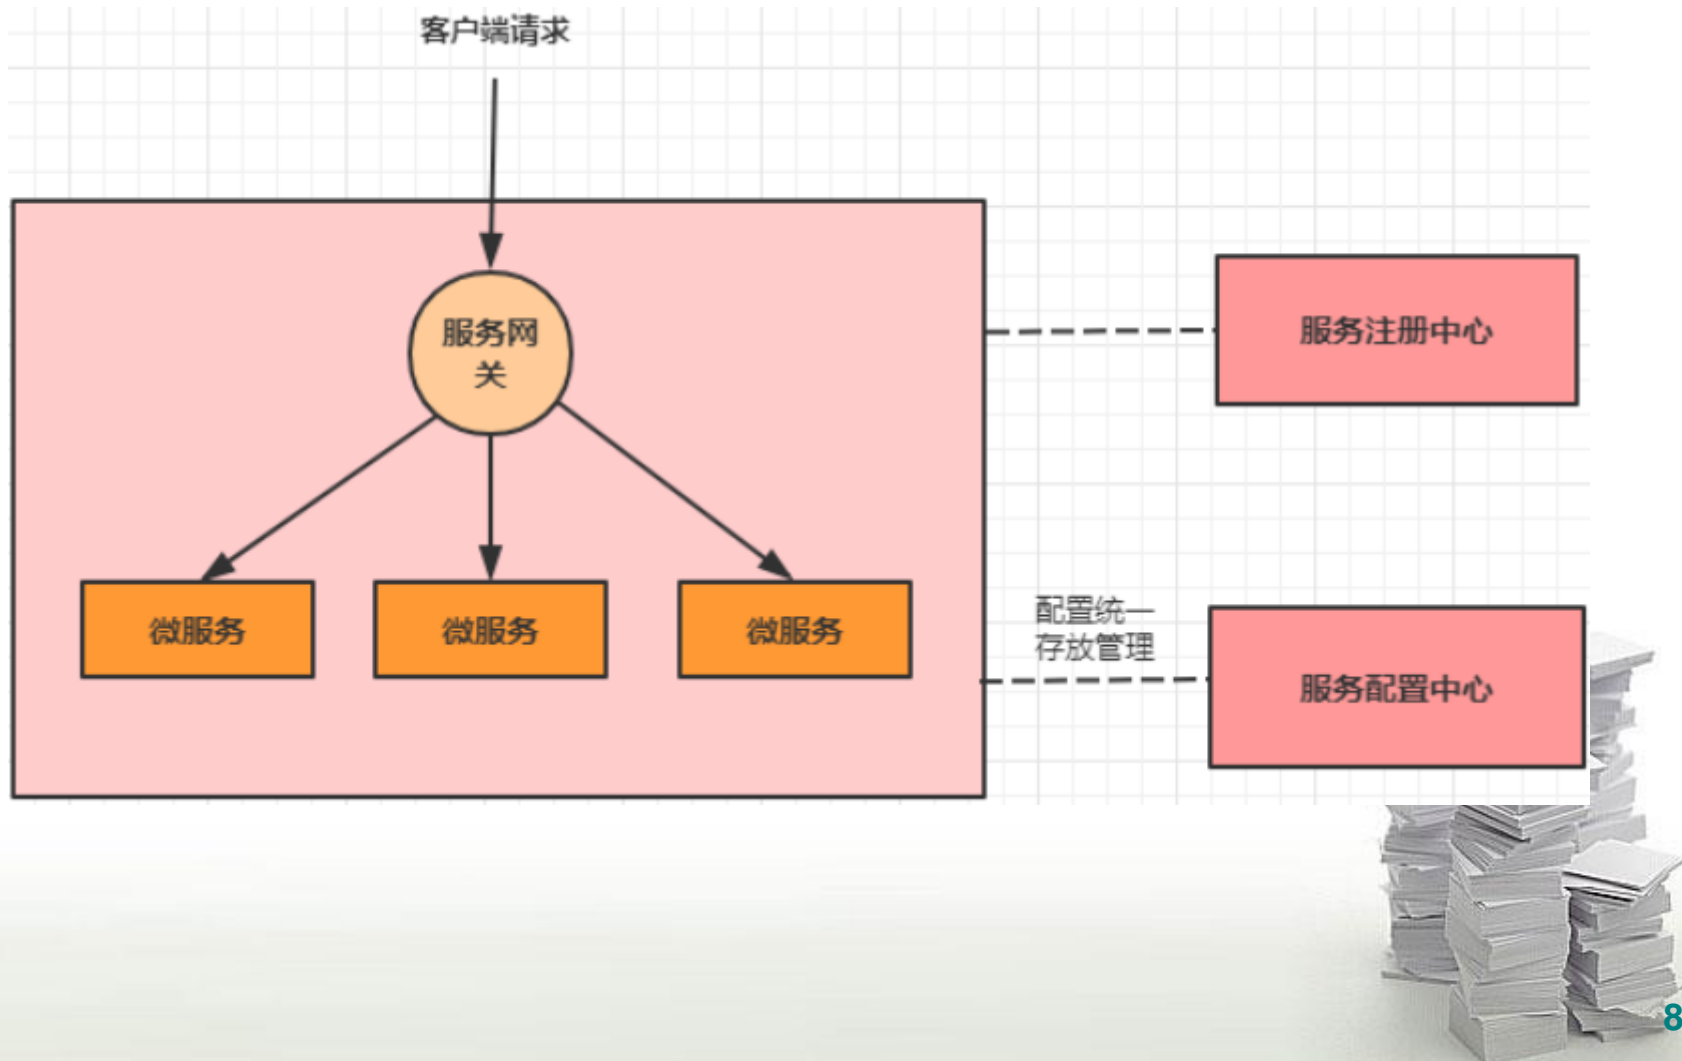 客户端请求
服务网
关
服务注册中心
微服务
微服务
微服务
配置统一
存放管理
服务配置中心
8